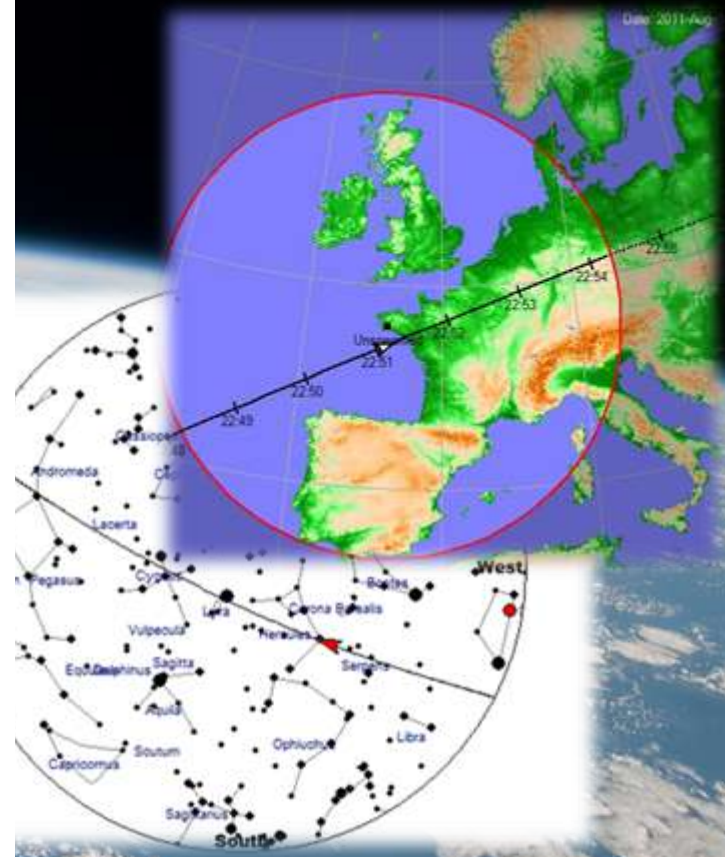 Date: 2011-Aug
22:55
22:54
22:53
22:52
22:51
22:50
22:49
Andromeda
Lacerta
Pegasus
Cygnus
Lyra
Bootes
West
Corona Borealis
Vulpecula
Hercules
Serpens
Sagitta
Delphinus
Aquila
Ophiuchus
Libra
Scutum
Capricornus
Sagittarius
South